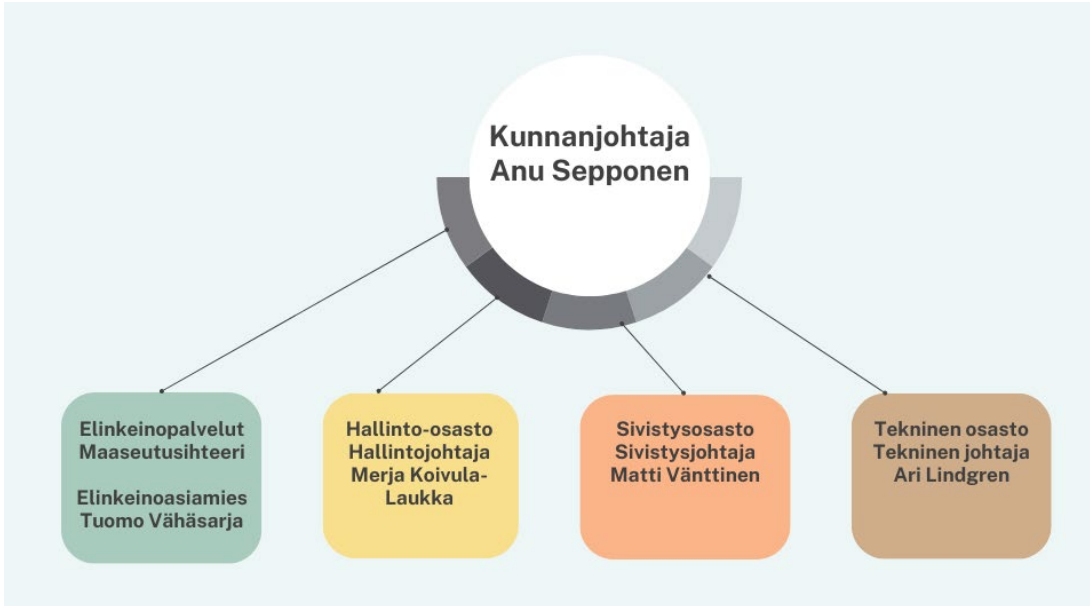 Kunnanjohtaja
Anu Sepponen
Elinkeinopalvelut
Maaseutusihteeri
Elinkeinoasiamies
Tuomo Vähäsarja
Hallinto-osasto
Hallintojohtaja
Merja Koivula-
Laukka
Sivistysosasto
Sivistysjohtaja
Matti Vänttinen
Tekninen osasto
Tekninen johtaja
Ari Lindgren